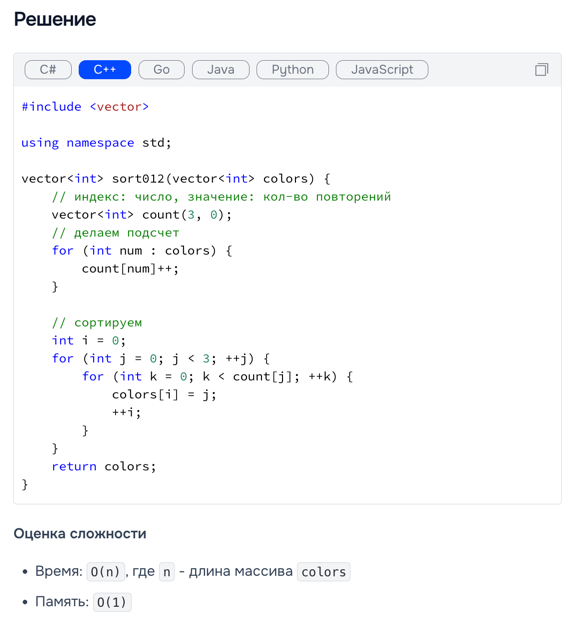 Решение
C# C++ Go Java Python JavaScript
#include <vector>
using namespace std;
vector<int> sort012(vector<int> colors) {
    // индекс: число, значение: кол-во повторений
    vector<int> count(3, 0);
    // делаем подсчет
    for (int num : colors) {
        count[num]++;
    }
    // сортируем
    int i = 0;
    for (int j = 0; j < 3; ++j) {
        for (int k = 0; k < count[j]; ++k) {
            colors[i] = j;
            ++i;
        }
    }
    return colors;
}
Оценка сложности
• Время: O(n), где n - длина массива colors
• Память: O(1)